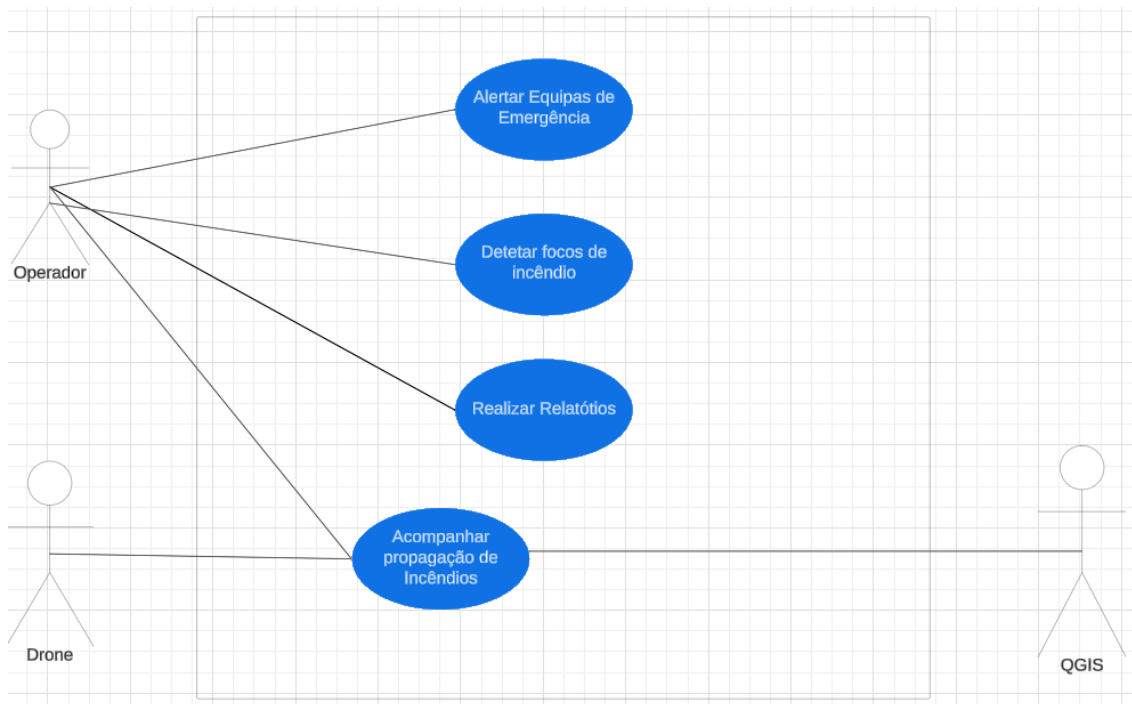 Alertar Equipas de
Emergência
Detetar focos de
incêndio
Operador
Realizar Relatótios
Acompanhar
propagação de
Incêndios
Drone
QGIS